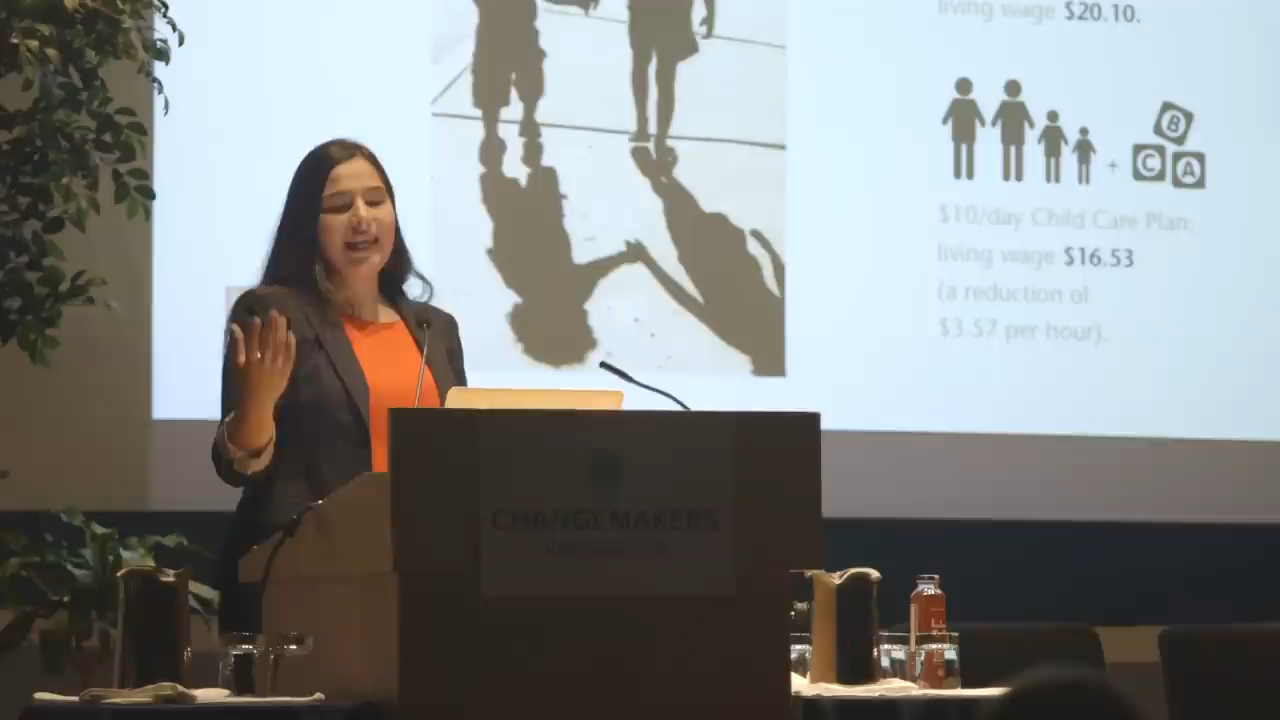 living wage $20.10.
B
C A
+
$10/day Child Care Plan;
living wage $16.53
(a reduction of
$3.57 per hour).
CHANGEMAKERS